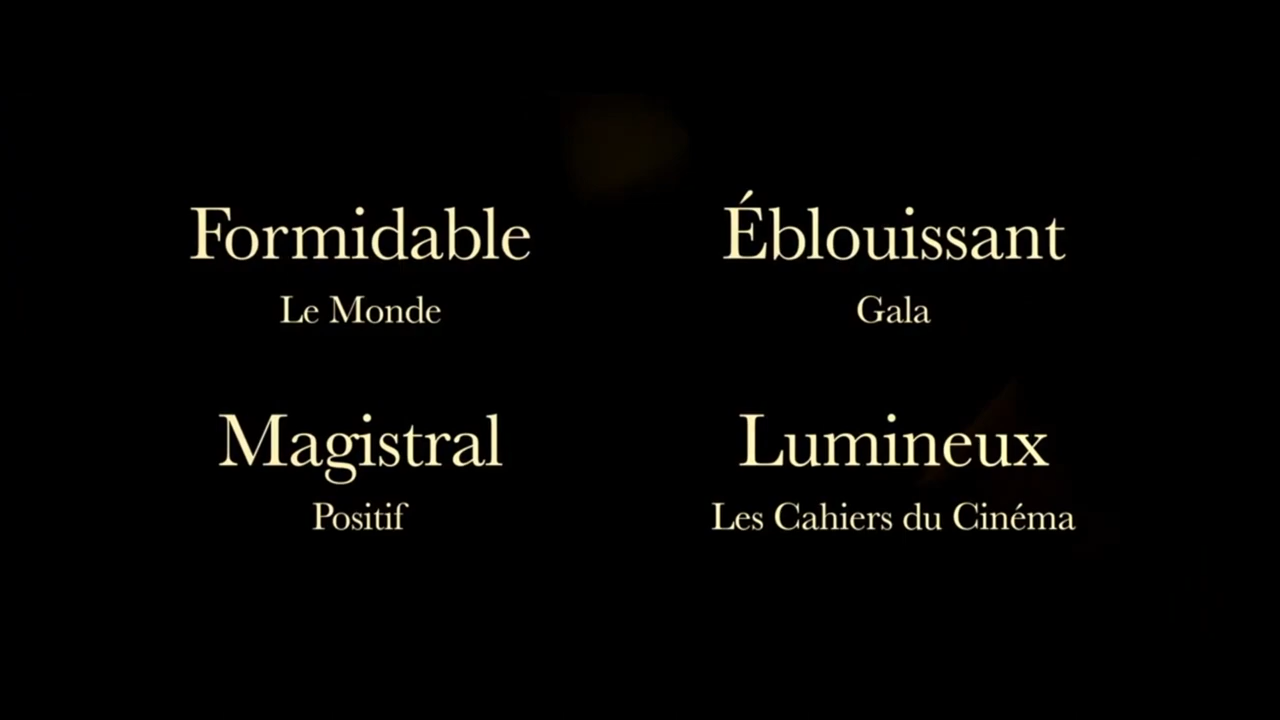 Formidable
Le Monde
Éblouissant
Gala
Magistral
Positif
Lumineux
Les Cahiers du Cinéma